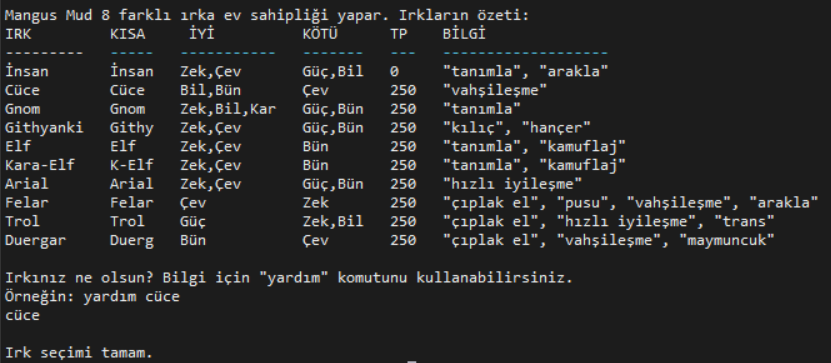 Mangus Mud 8 farklı ırka ev sahipliği yapar. Irkların özeti:
IRK KISA İYİ KÖTÜ TP BİLGİ
--------- ----- ----------- ------- --- -------------------
İnsan İnsan Zek,Çev Güç,Bil 0 "tanımla", "arakla"
Cüce Cüce Bil,Bün Çev 250 "vahşileşme"
Gnom Gnom Zek,Bil,Kar Güç,Bün 250 "tanımla"
Githyanki Githy Zek,Çev Güç,Bün 250 "kılıç", "hançer"
Elf Elf Zek,Çev Bün 250 "tanımla", "kamuflaj"
Kara-Elf K-Elf Zek,Çev Bün 250 "tanımla", "kamuflaj"
Arial Arial Zek,Çev Güç,Bün 250 "hızlı iyileşme"
Felar Felar Çev Zek 250 "çıplak el", "pusu", "vahşileşme", "arakla"
Trol Trol Güç Zek,Bil 250 "çıplak el", "hızlı iyileşme", "trans"
Duergar Duerg Bün Çev 250 "çıplak el", "vahşileşme", "maymuncuk"
Irkınız ne olsun? Bilgi için "yardım" komutunu kullanabilirsiniz.
Örneğin: yardım cüce
cüce
Irk seçimi tamam.